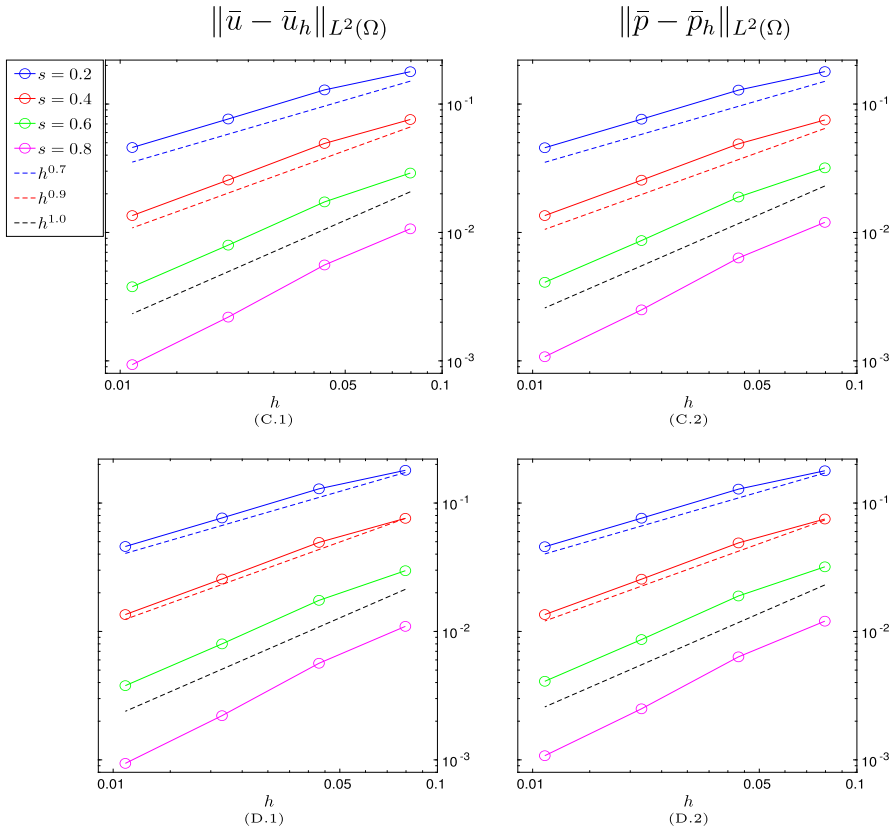 ‖ū − ū_h‖_{L²(Ω)}
‖p̄ − p̄_h‖_{L²(Ω)}
s = 0.2
s = 0.4
s = 0.6
s = 0.8
h^{0.7}
h^{0.9}
h^{1.0}
10^{-1}
10^{-2}
10^{-3}
0.01 0.05 0.1
h
(C.1)
10^{-1}
10^{-2}
10^{-3}
0.01 0.05 0.1
h
(C.2)
10^{-1}
10^{-2}
10^{-3}
0.01 0.05 0.1
h
(D.1)
10^{-1}
10^{-2}
10^{-3}
0.01 0.05 0.1
h
(D.2)